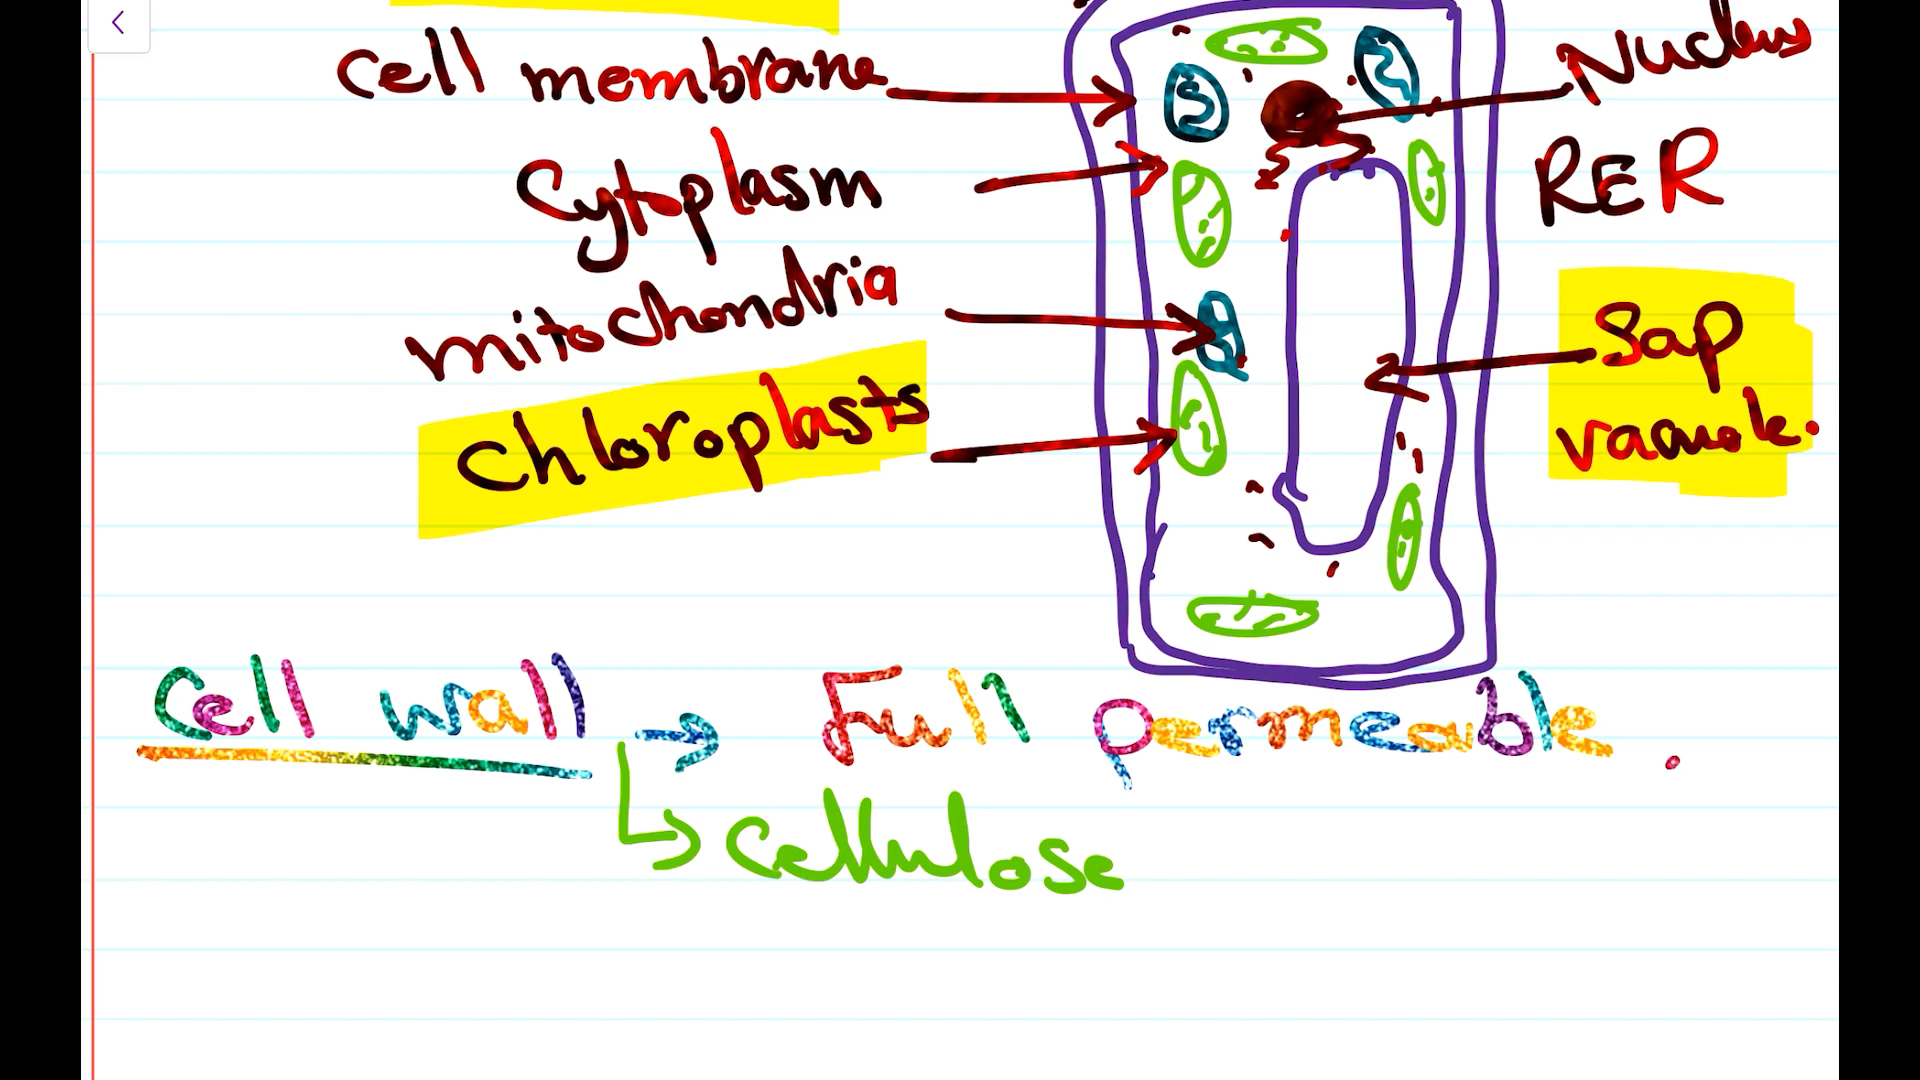 Cell membrane
Nucleus
Cytoplasm
RER
mitochondria
Sap
vacuole.
Chloroplasts
Cell wall → Full permeable.
↳ Cellulose